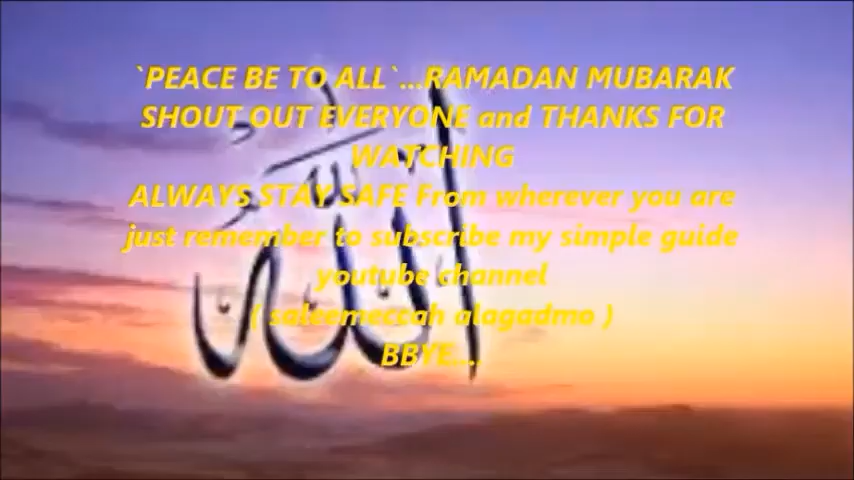 `PEACE BE TO ALL`...RAMADAN MUBARAK
SHOUT OUT EVERYONE and THANKS FOR
WATCHING
ALWAYS STAY SAFE From wherever you are
just remember to subscribe my simple guide
youtube channel
( saleemeccah alagadmo )
BBYE....
الله